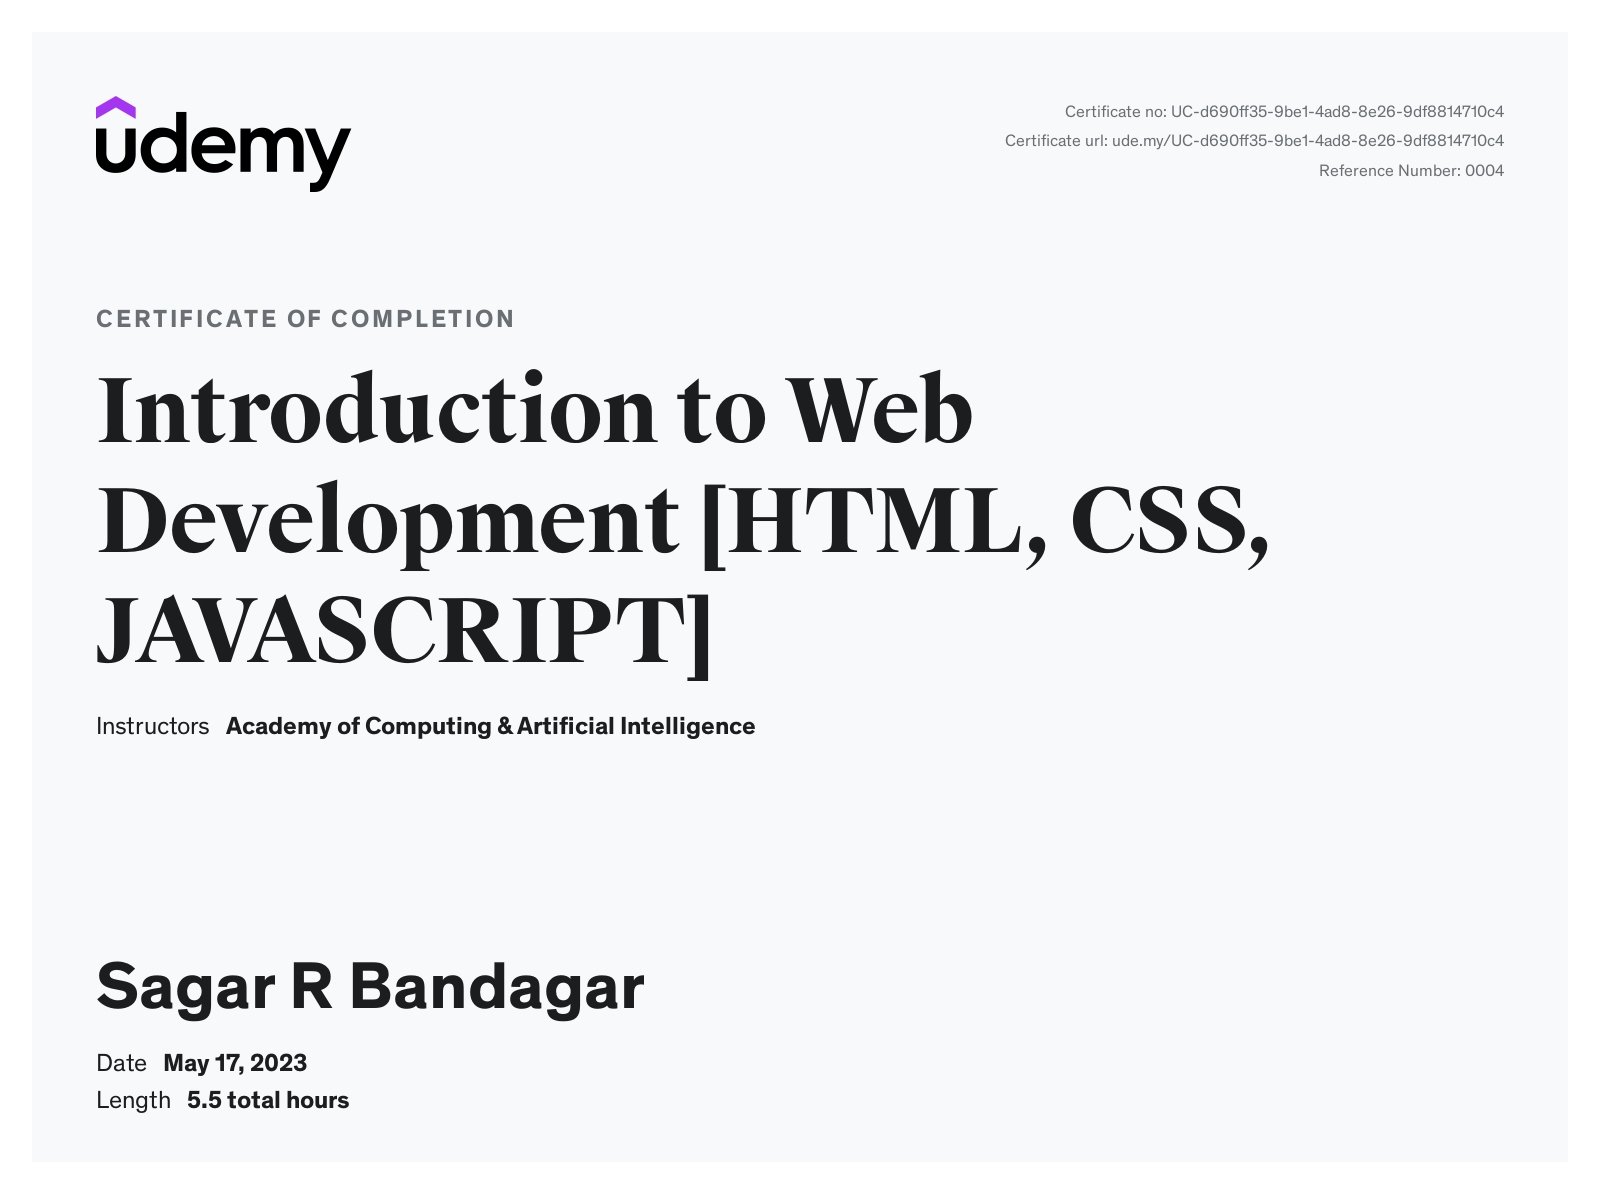 udemy
Certificate no: UC-d690ff35-9be1-4ad8-8e26-9df8814710c4
Certificate url: ude.my/UC-d690ff35-9be1-4ad8-8e26-9df8814710c4
Reference Number: 0004
CERTIFICATE OF COMPLETION
Introduction to Web
Development [HTML, CSS,
JAVASCRIPT]
Instructors Academy of Computing & Artificial Intelligence
Sagar R Bandagar
Date May 17, 2023
Length 5.5 total hours